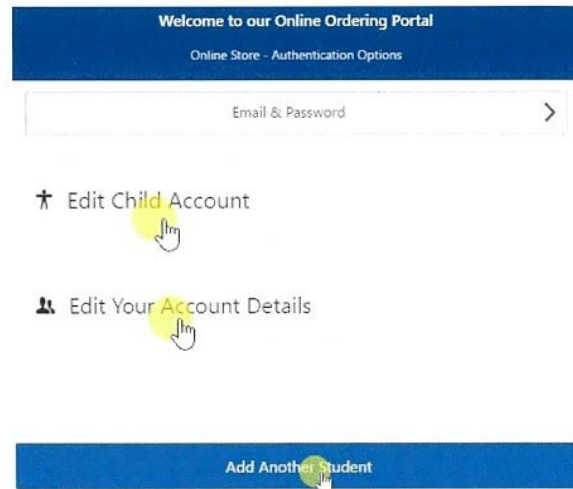 Welcome to our Online Ordering Portal
Online Store - Authentication Options
Email & Password
Edit Child Account
Edit Your Account Details
Add Another Student